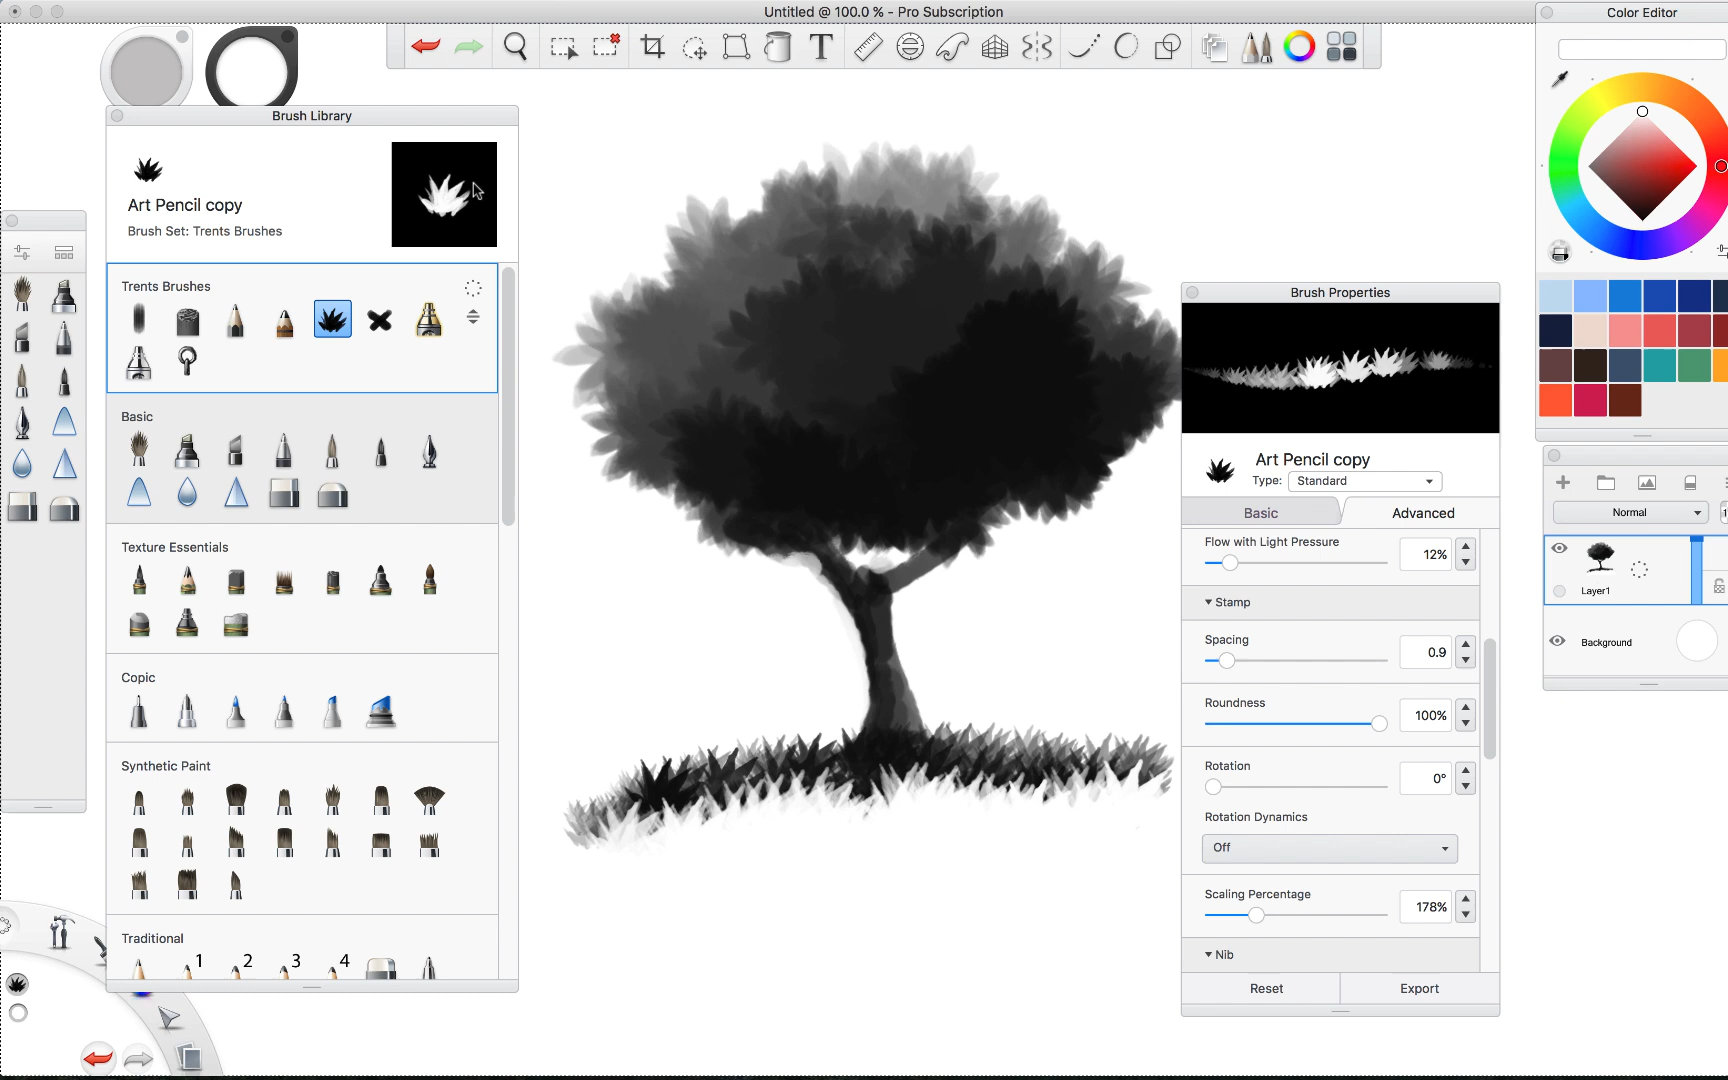 Untitled @ 100.0 % - Pro Subscription
Color Editor
T
Brush Library
Art Pencil copy
Brush Set: Trents Brushes
Trents Brushes
Basic
Texture Essentials
Copic
Synthetic Paint
Traditional
1 2 3 4
Brush Properties
Art Pencil copy
Type: Standard
Basic Advanced
Flow with Light Pressure
12%
Stamp
Spacing
0.9
Roundness
100%
Rotation
0°
Rotation Dynamics
Off
Scaling Percentage
178%
Nib
Reset Export
Normal
Layer1
Background